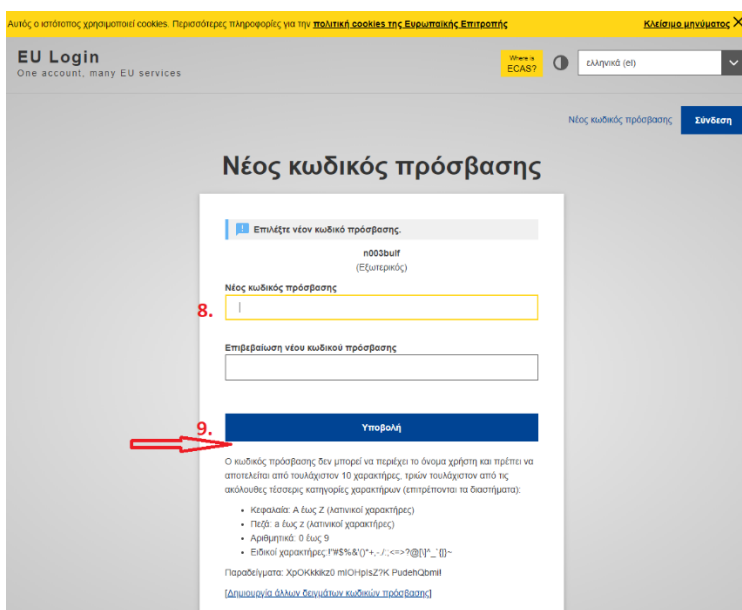 Αυτός ο ιστότοπος χρησιμοποιεί cookies. Περισσότερες πληροφορίες για την πολιτική cookies της Ευρωπαϊκής Επιτροπής Κλείσιμο μηνύματος X
EU Login
One account, many EU services
Where is
ECAS?
ελληνικά (el)
Νέος κωδικός πρόσβασης
Σύνδεση
Νέος κωδικός πρόσβασης
Επιλέξτε νέον κωδικό πρόσβασης.
n003bulf
(Εξωτερικός)
Νέος κωδικός πρόσβασης
8.
Επιβεβαίωση νέου κωδικού πρόσβασης
9.
Υποβολή
Ο κωδικός πρόσβασης δεν μπορεί να περιέχει το όνομα χρήστη και πρέπει να
αποτελείται από τουλάχιστον 10 χαρακτήρες, τριών τουλάχιστον από τις
ακόλουθες τέσσερις κατηγορίες χαρακτήρων (επιτρέπονται τα διαστήματα):
• Κεφαλαία: A έως Z (λατινικοί χαρακτήρες)
• Πεζά: a έως z (λατινικοί χαρακτήρες)
• Αριθμητικά: 0 έως 9
• Ειδικοί χαρακτήρες:!"#$%&'()*+,-./:;<=>?@[\]^_`{|}~
Παραδείγματα: XpOKkkikz0 mIOHpIsZ?K PudehQbmi!
[Δημιουργία άλλων δειγμάτων κωδικών πρόσβασης]